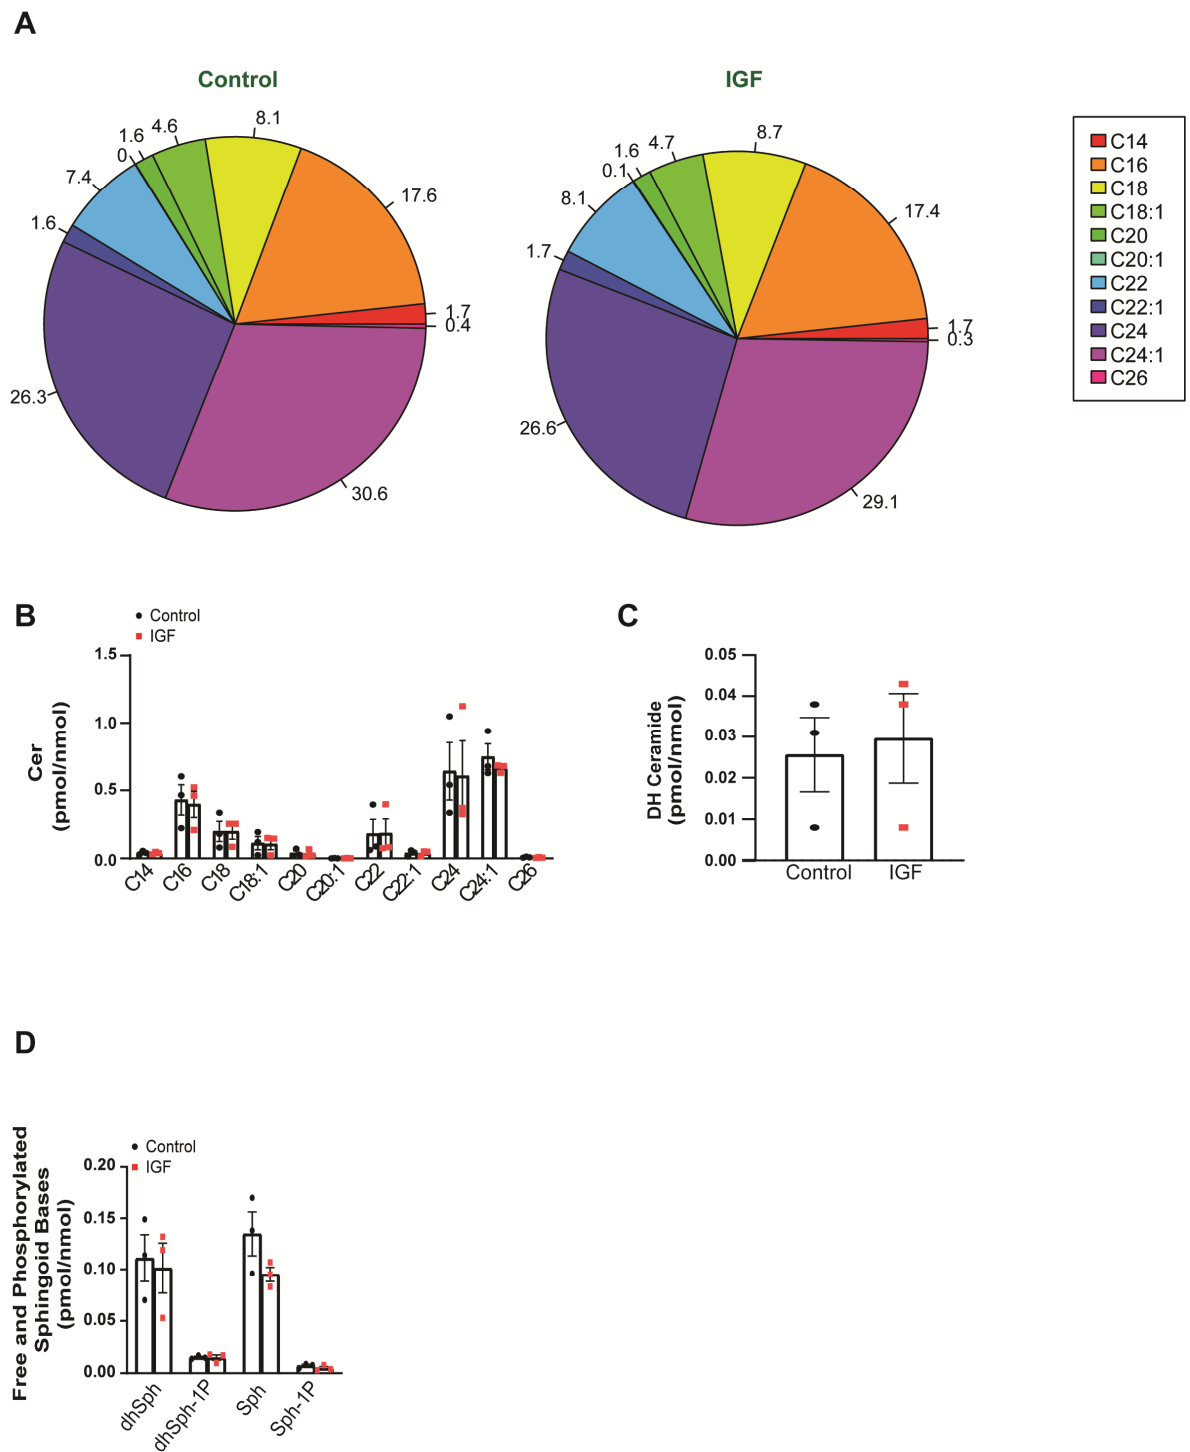 A
Control
IGF
8.1
4.6
1.6
0
7.4
1.6
17.6
1.7
0.4
26.3
30.6
8.7
4.7
1.6
0.1
8.1
1.7
17.4
1.7
0.3
26.6
29.1
C14
C16
C18
C18:1
C20
C20:1
C22
C22:1
C24
C24:1
C26
B
Control
IGF
Cer
(pmol/nmol)
1.5
1.0
0.5
0.0
C14
C16
C18
C18:1
C20
C20:1
C22
C22:1
C24
C24:1
C26
C
DH Ceramide
(pmol/nmol)
0.05
0.04
0.03
0.02
0.01
0.00
Control
IGF
D
Control
IGF
Free and Phosphorylated
Sphingoid Bases
(pmol/nmol)
0.20
0.15
0.10
0.05
0.00
dhSph
dhSph-1P
Sph
Sph-1P